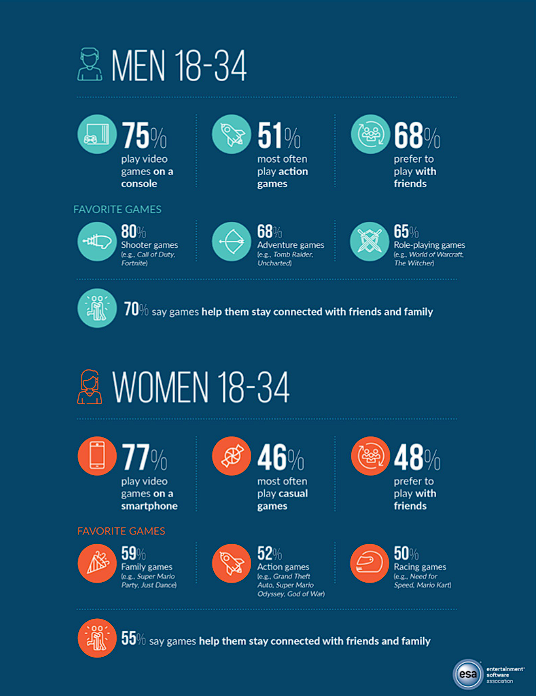 MEN 18-34
75% 51% 68%
play video most often prefer to
games on a play action play with
console games friends
FAVORITE GAMES
80% 68% 65%
Shooter games Adventure games Role-playing games
(e.g., Call of Duty, (e.g., Tomb Raider, (e.g., World of Warcraft,
Fortnite) Uncharted) The Witcher)
70% say games help them stay connected with friends and family
WOMEN 18-34
77% 46% 48%
play video most often prefer to
games on a play casual play with
smartphone games friends
FAVORITE GAMES
59% 52% 50%
Family games Action games Racing games
(e.g., Super Mario (e.g., Grand Theft (e.g., Need for
Party, Just Dance) Auto, Super Mario Speed, Mario Kart)
Odyssey, God of War)
55% say games help them stay connected with friends and family
esa entertainment
software
association